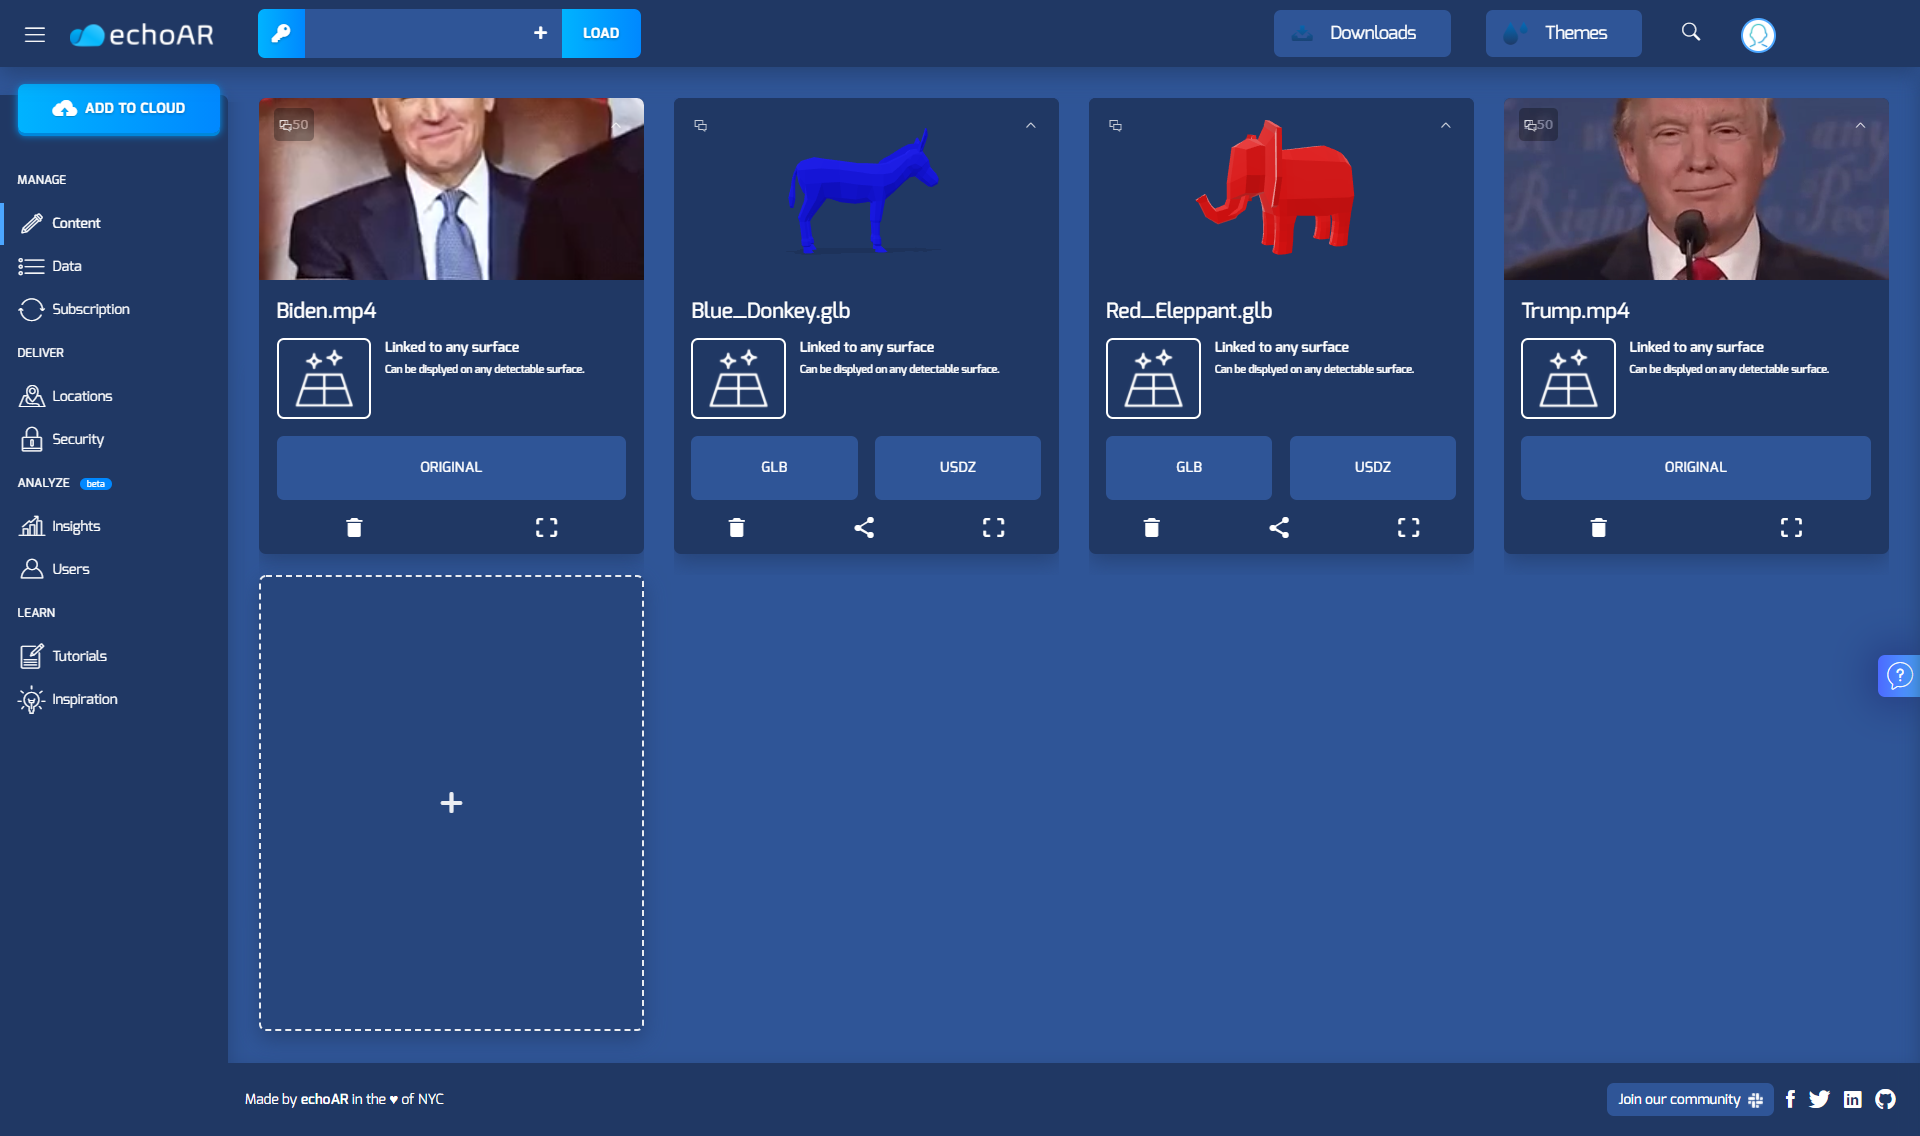 echoAR
LOAD
Downloads
Themes
ADD TO CLOUD
MANAGE
Content
Data
Subscription
DELIVER
Locations
Security
ANALYZE beta
Insights
Users
LEARN
Tutorials
Inspiration
50
Biden.mp4
Linked to any surface
Can be displyed on any detectable surface.
ORIGINAL
Blue_Donkey.glb
Linked to any surface
Can be displyed on any detectable surface.
GLB
USDZ
Red_Eleppant.glb
Linked to any surface
Can be displyed on any detectable surface.
GLB
USDZ
50
any
Right
Peop
Trump.mp4
Linked to any surface
Can be displyed on any detectable surface.
ORIGINAL
Made by echoAR in the ♥ of NYC
Join our community